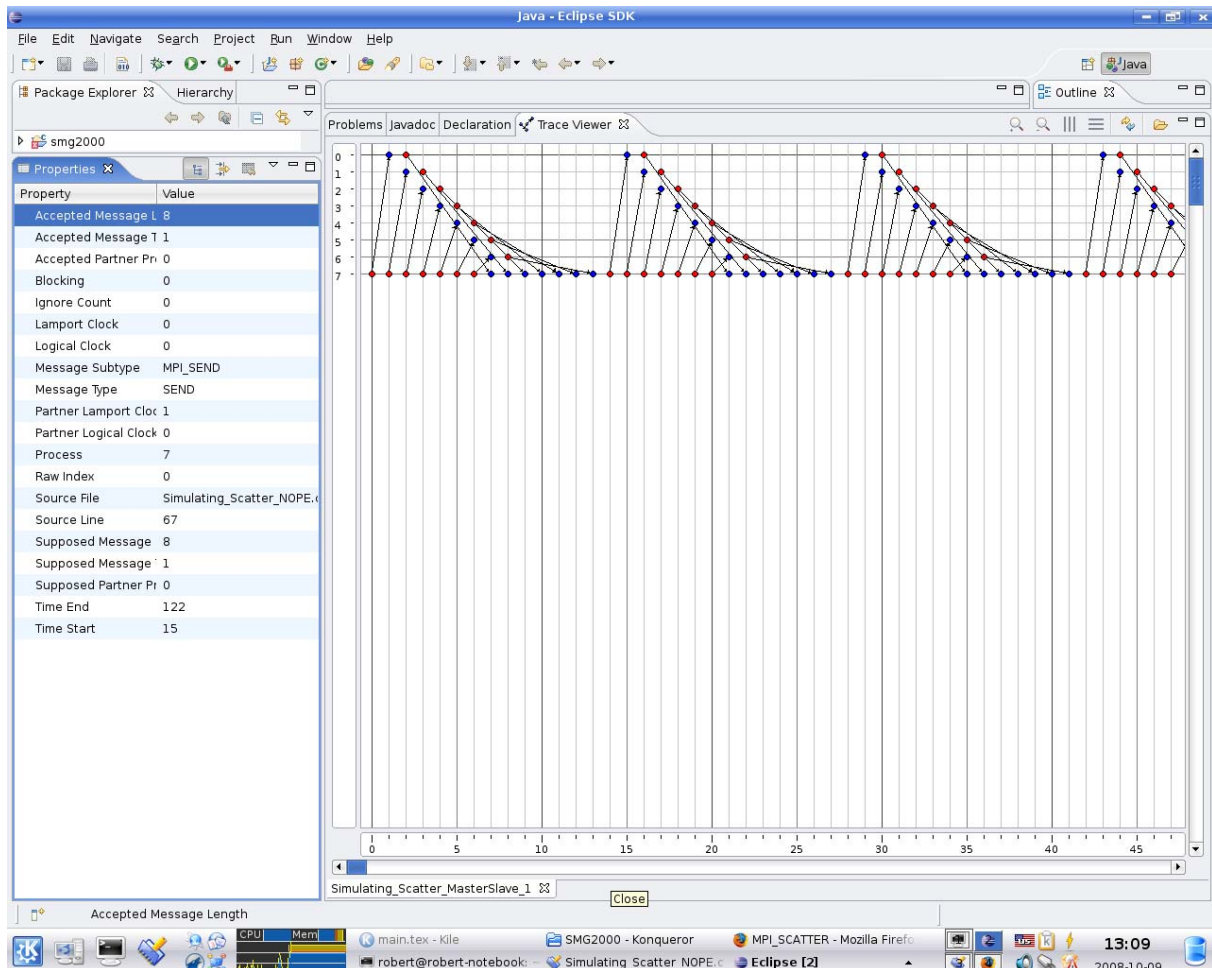 Java - Eclipse SDK
File Edit Navigate Search Project Run Window Help
Java
Package Explorer Hierarchy
Outline
smg2000
Problems Javadoc Declaration Trace Viewer
Properties
Property Value
Accepted Message L 8
Accepted Message T 1
Accepted Partner Pr 0
Blocking 0
Ignore Count 0
Lamport Clock 0
Logical Clock 0
Message Subtype MPI_SEND
Message Type SEND
Partner Lamport Cloc 1
Partner Logical Clock 0
Process 7
Raw Index 0
Source File Simulating_Scatter_NOPE.c
Source Line 67
Supposed Message 8
Supposed Message 1
Supposed Partner Pr 0
Time End 122
Time Start 15
0
1
2
3
4
5
6
7
0 5 10 15 20 25 30 35 40 45
Simulating_Scatter_MasterSlave_1
Close
Accepted Message Length
CPU Mem
main.tex - Kile
SMG2000 - Konqueror
MPI_SCATTER - Mozilla Firefo
2
13:09
robert@robert-notebook: ~
Simulating_Scatter_NOPE.c
Eclipse [2]
2008-10-09